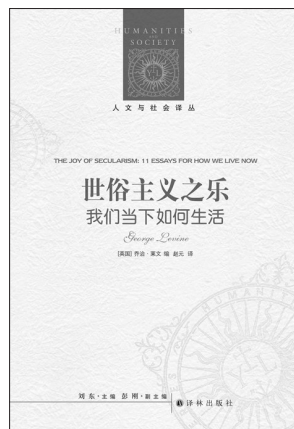 HUMANITIES
AND
SOCIETY
人文与社会译丛
THE JOY OF SECULARISM: 11 ESSAYS FOR HOW WE LIVE NOW
世俗主义之乐
我们当下如何生活
George Levine
[美国] 乔治·莱文 编 赵元 译
HUMANITIES
SOCIETY
刘东·主编 彭刚·副主编
译林出版社